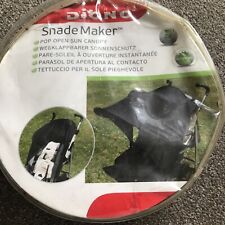 DIONO
Shade Maker™
POP OPEN SUN CANOPY
WEGKLAPPBARER SONNENSCHUTZ
PARE-SOLEIL À OUVERTURE INSTANTANÉE
PARASOL DE APERTURA AL CONTACTO
TETTUCCIO PER IL SOLE PIEGHEVOLE